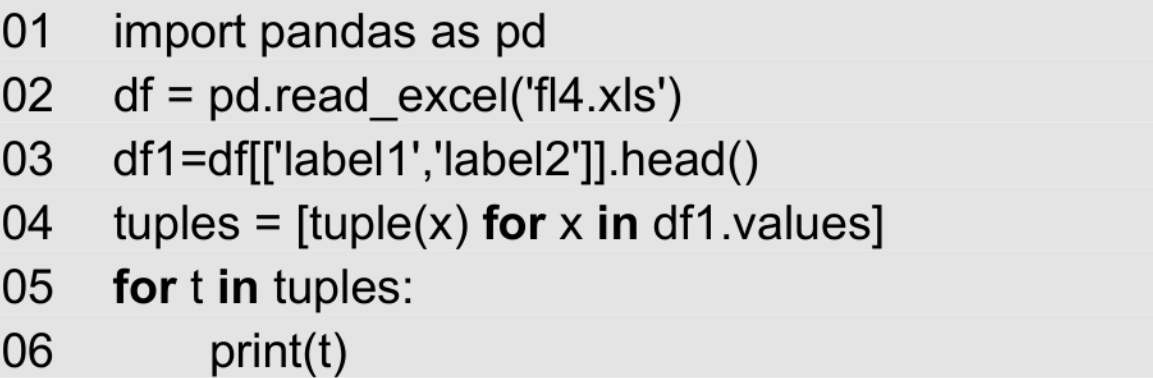 01 import pandas as pd
02 df = pd.read_excel('fl4.xls')
03 df1=df[['label1','label2']].head()
04 tuples = [tuple(x) for x in df1.values]
05 for t in tuples:
06 print(t)